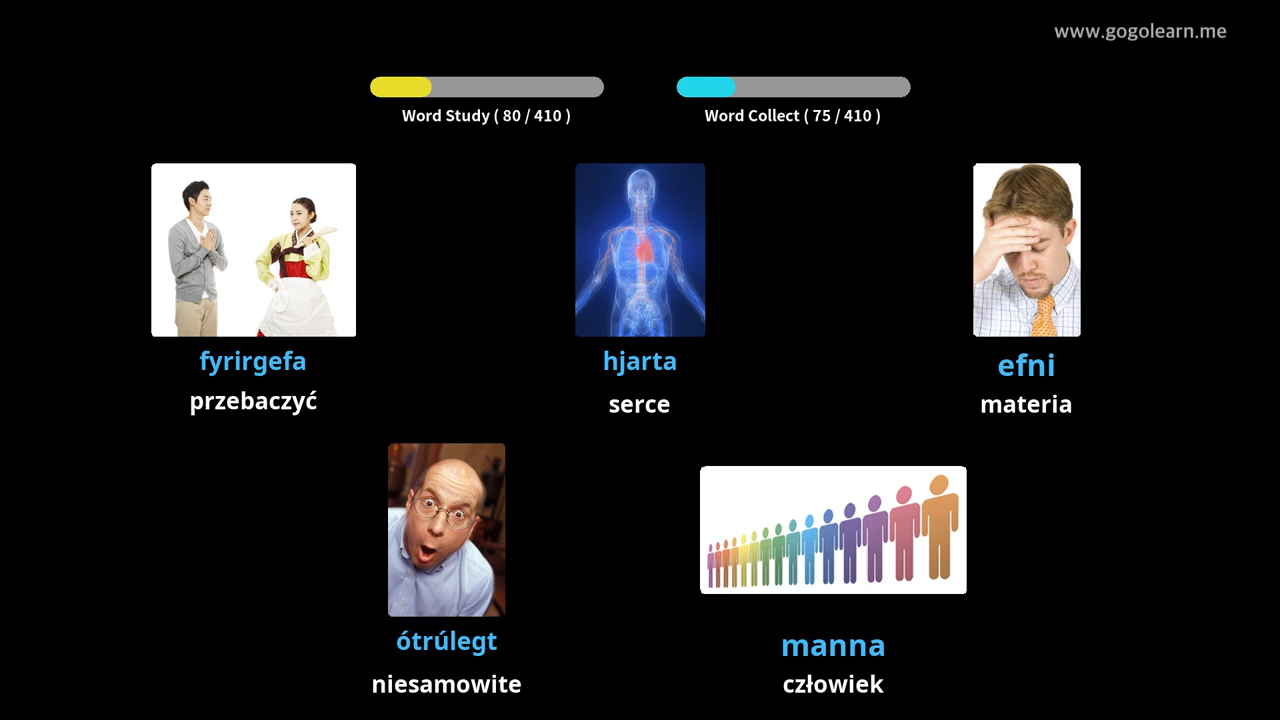 www.gogolearn.me
Word Study ( 80 / 410 )
Word Collect ( 75 / 410 )
fyrirgefa
przebaczyć
hjarta
serce
efni
materia
ótrúlegt
niesamowite
manna
człowiek